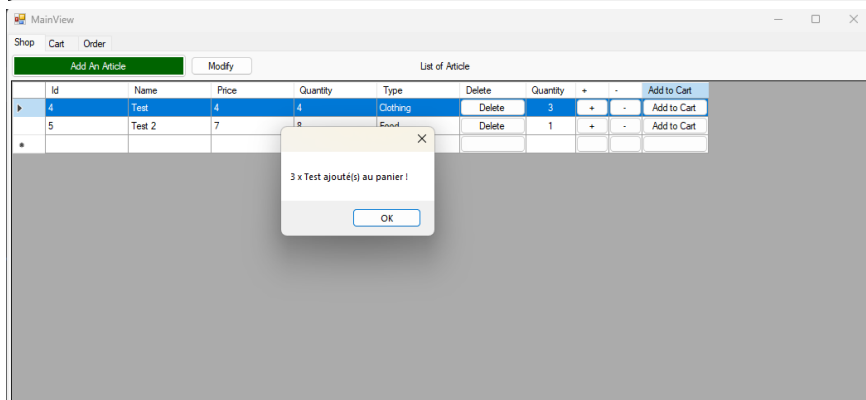 MainView
Shop Cart Order
Add An Article Modify List of Article
Id Name Price Quantity Type Delete Quantity + - Add to Cart
4 Test 4 4 Clothing Delete 3 + - Add to Cart
5 Test 2 7 8 Food Delete 1 + - Add to Cart
3 x Test ajouté(s) au panier !
OK